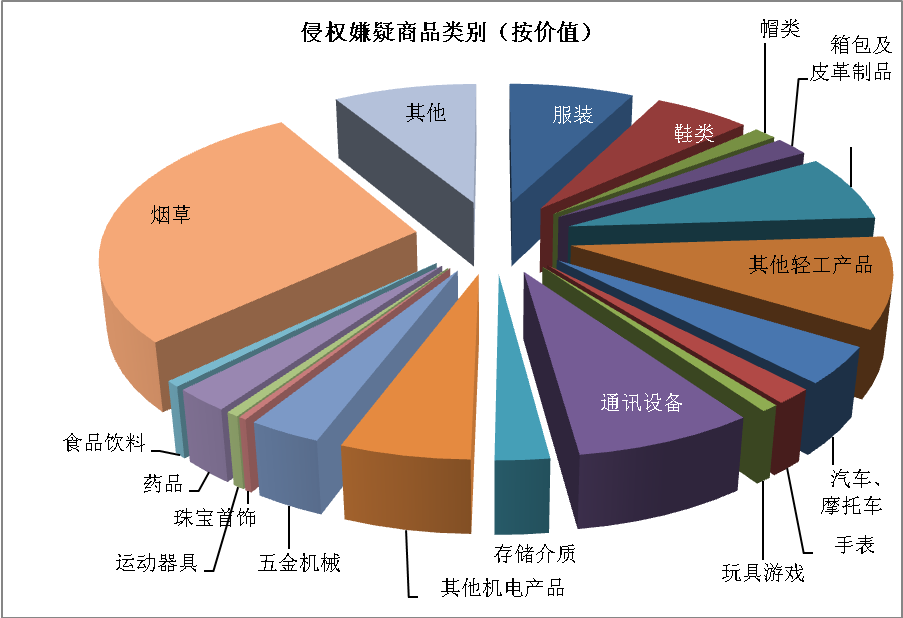 侵权嫌疑商品类别（按价值）
帽类
箱包及
皮革制品
其他
服装
鞋类
烟草
其他轻工产品
通讯设备
食品饮料
药品
汽车、
摩托车
珠宝首饰
手表
存储介质
运动器具
五金机械
玩具游戏
其他机电产品